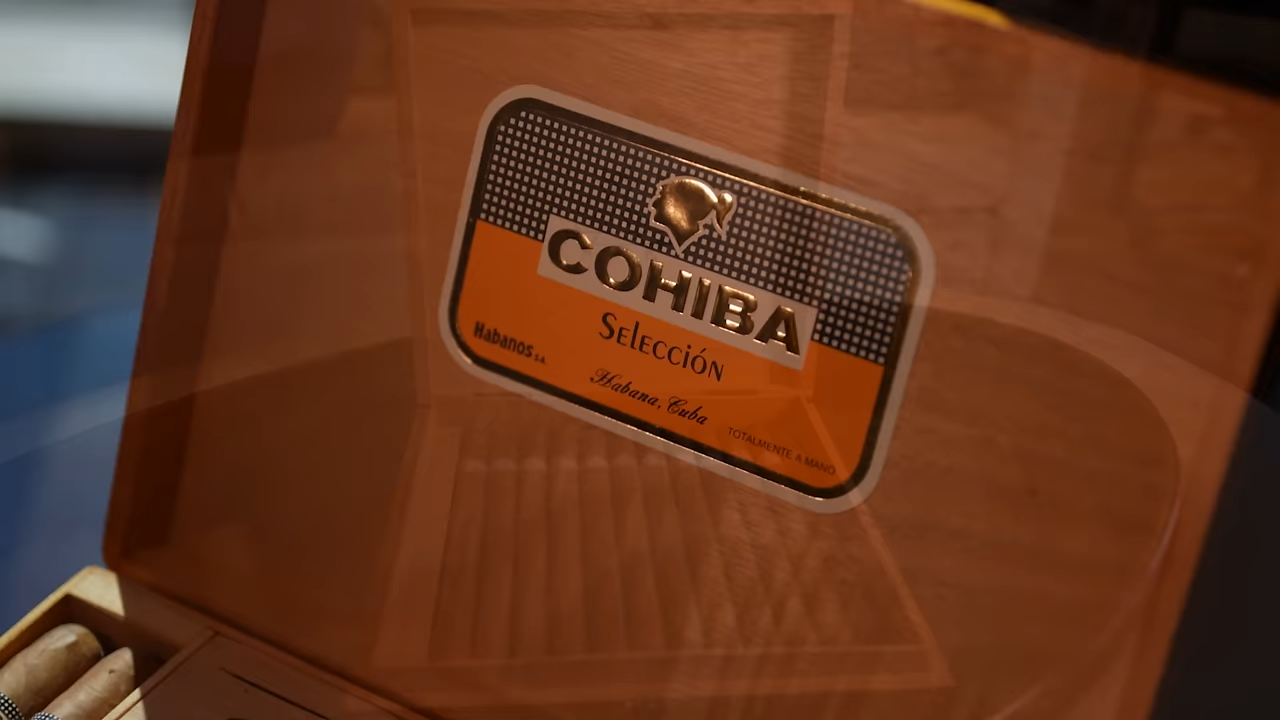 COHIBA
Selección
Habanos S.A.
Habana, Cuba
TOTALMENTE A MANO